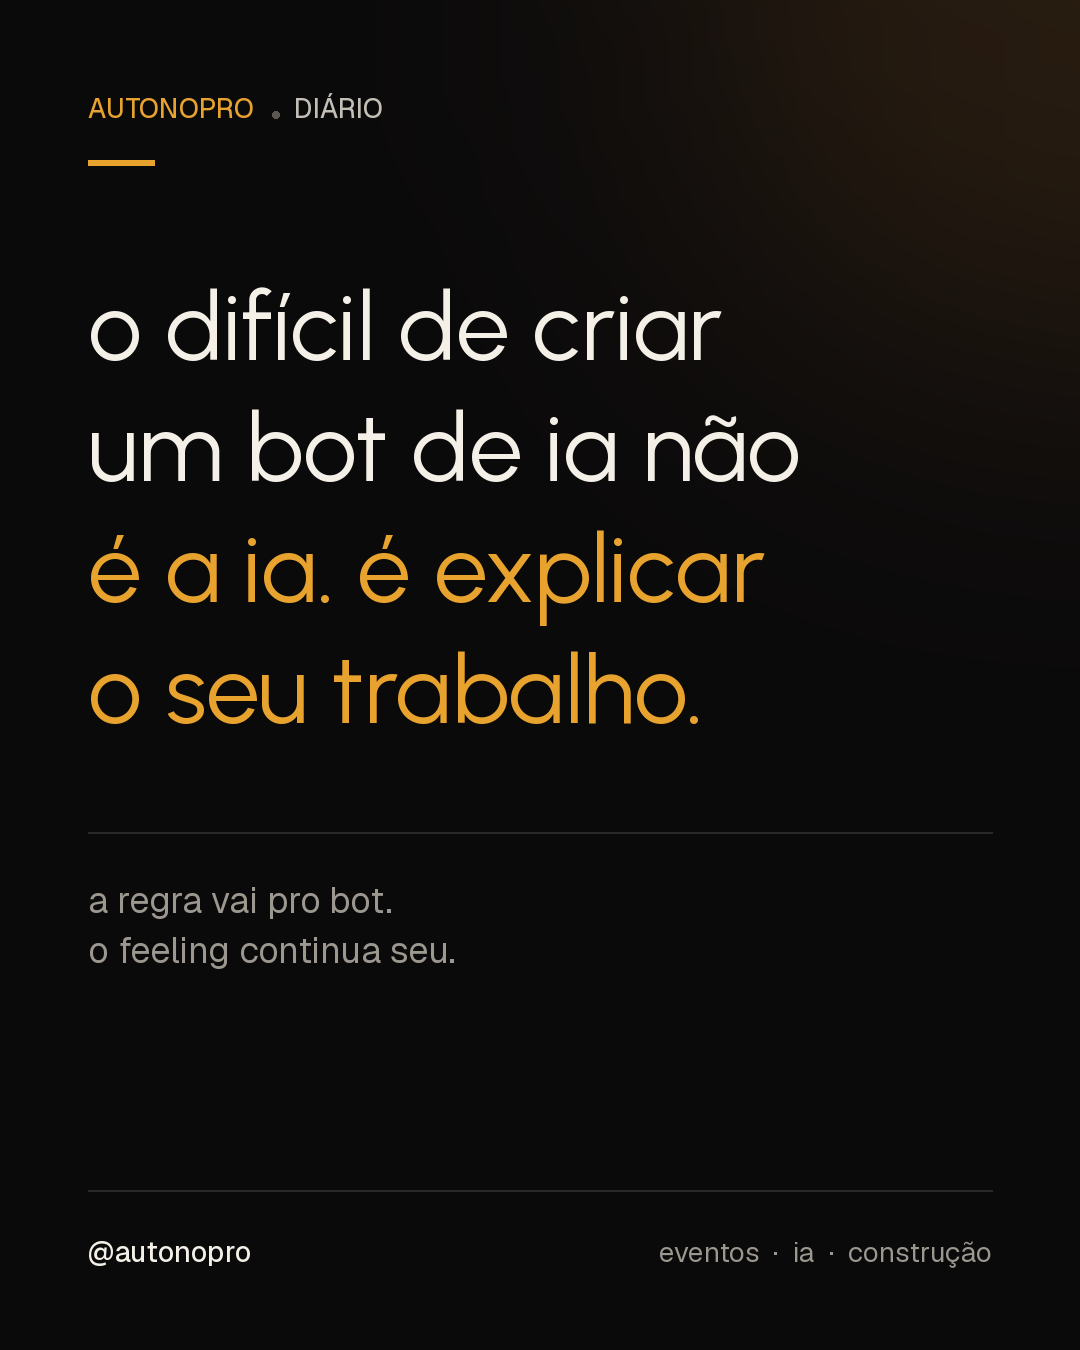 AUTONOPRO . DIÁRIO
o difícil de criar
um bot de ia não
é a ia. é explicar
o seu trabalho.
a regra vai pro bot.
o feeling continua seu.
@autonopro
eventos · ia · construção